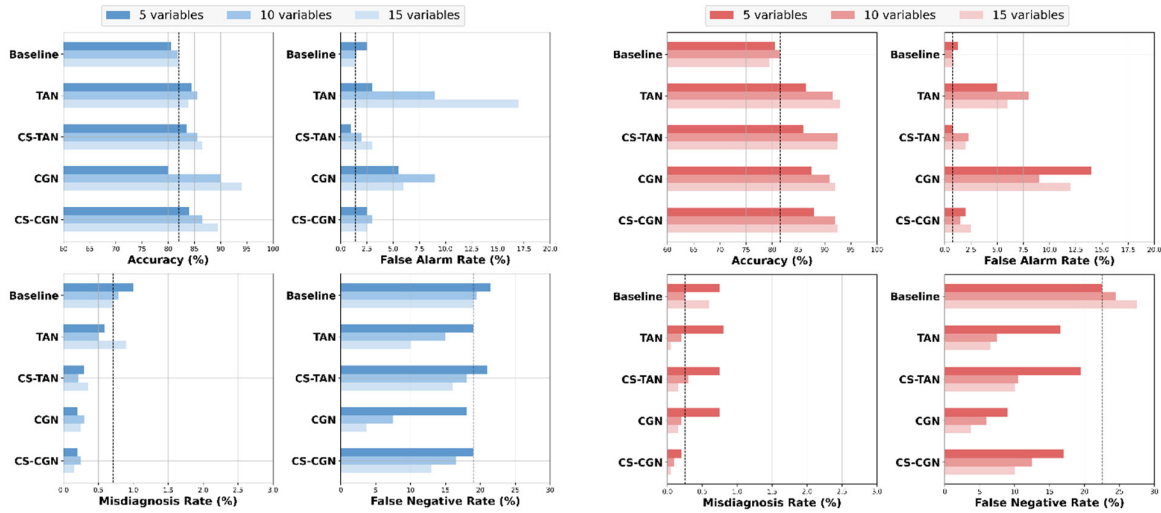 5 variables 10 variables 15 variables
5 variables 10 variables 15 variables
Baseline
TAN
CS-TAN
CGN
CS-CGN
60 65 70 75 80 85 90 95 100
Accuracy (%)
Baseline
TAN
CS-TAN
CGN
CS-CGN
0.0 2.5 5.0 7.5 10.0 12.5 15.0 17.5 20.0
False Alarm Rate (%)
Baseline
TAN
CS-TAN
CGN
CS-CGN
60 65 70 75 80 85 90 95 100
Accuracy (%)
Baseline
TAN
CS-TAN
CGN
CS-CGN
0.0 2.5 5.0 7.5 10.0 12.5 15.0 17.5 20.0
False Alarm Rate (%)
Baseline
TAN
CS-TAN
CGN
CS-CGN
0.0 0.5 1.0 1.5 2.0 2.5 3.0
Misdiagnosis Rate (%)
Baseline
TAN
CS-TAN
CGN
CS-CGN
0 5 10 15 20 25 30
False Negative Rate (%)
Baseline
TAN
CS-TAN
CGN
CS-CGN
0.0 0.5 1.0 1.5 2.0 2.5 3.0
Misdiagnosis Rate (%)
Baseline
TAN
CS-TAN
CGN
CS-CGN
0 5 10 15 20 25 30
False Negative Rate (%)